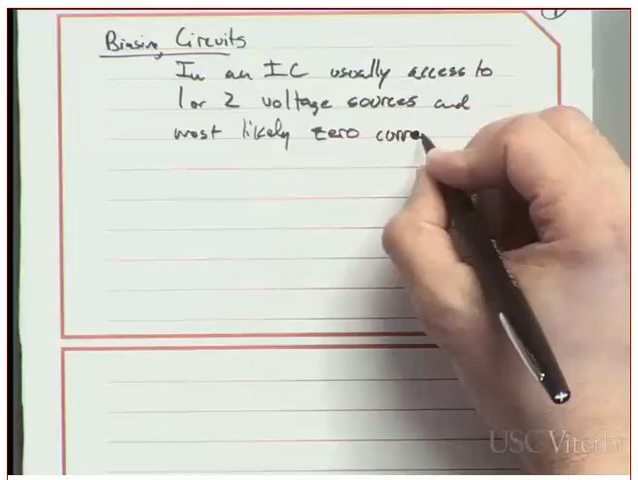 Biasing Circuits
In an IC usually access to
1 or 2 voltage sources and
most likely zero curre
USC Viterbi